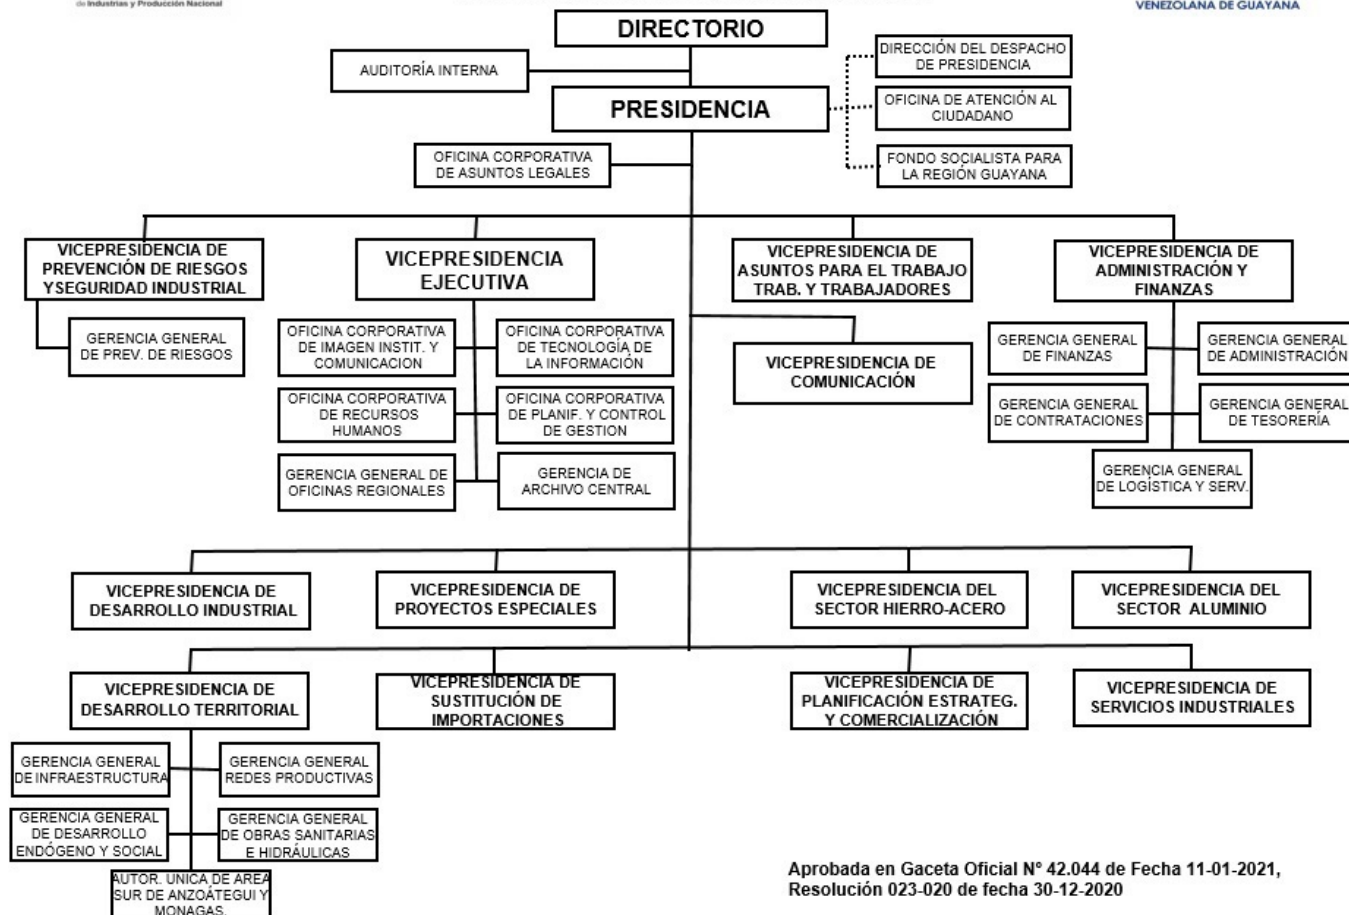 de Industrias y Producción Nacional
VENEZOLANA DE GUAYANA
DIRECTORIO
AUDITORÍA INTERNA
DIRECCIÓN DEL DESPACHO
DE PRESIDENCIA
PRESIDENCIA
OFICINA DE ATENCIÓN AL
CIUDADANO
OFICINA CORPORATIVA
DE ASUNTOS LEGALES
FONDO SOCIALISTA PARA
LA REGIÓN GUAYANA
VICEPRESIDENCIA DE
PREVENCIÓN DE RIESGOS
YSEGURIDAD INDUSTRIAL
VICEPRESIDENCIA
EJECUTIVA
VICEPRESIDENCIA DE
ASUNTOS PARA EL TRABAJO
TRAB. Y TRABAJADORES
VICEPRESIDENCIA DE
ADMINISTRACIÓN Y
FINANZAS
GERENCIA GENERAL
DE PREV. DE RIESGOS
OFICINA CORPORATIVA
DE IMAGEN INSTIT. Y
COMUNICACION
OFICINA CORPORATIVA
DE TECNOLOGÍA DE
LA INFORMACIÓN
VICEPRESIDENCIA DE
COMUNICACIÓN
GERENCIA GENERAL
DE FINANZAS
GERENCIA GENERAL
DE ADMINISTRACIÓN
OFICINA CORPORATIVA
DE RECURSOS
HUMANOS
OFICINA CORPORATIVA
DE PLANIF. Y CONTROL
DE GESTION
GERENCIA GENERAL
DE CONTRATACIONES
GERENCIA GENERAL
DE TESORERÍA
GERENCIA GENERAL DE
OFICINAS REGIONALES
GERENCIA DE
ARCHIVO CENTRAL
GERENCIA GENERAL
DE LOGÍSTICA Y SERV.
VICEPRESIDENCIA DE
DESARROLLO INDUSTRIAL
VICEPRESIDENCIA DE
PROYECTOS ESPECIALES
VICEPRESIDENCIA DEL
SECTOR HIERRO-ACERO
VICEPRESIDENCIA DEL
SECTOR ALUMINIO
VICEPRESIDENCIA DE
DESARROLLO TERRITORIAL
VICEPRESIDENCIA DE
SUSTITUCIÓN DE
IMPORTACIONES
VICEPRESIDENCIA DE
PLANIFICACIÓN ESTRATEG.
Y COMERCIALIZACIÓN
VICEPRESIDENCIA DE
SERVICIOS INDUSTRIALES
GERENCIA GENERAL
DE INFRAESTRUCTURA
GERENCIA GENERAL
REDES PRODUCTIVAS
GERENCIA GENERAL
DE DESARROLLO
ENDÓGENO Y SOCIAL
GERENCIA GENERAL
DE OBRAS SANITARIAS
E HIDRÁULICAS
AUTOR. UNICA DE AREA
SUR DE ANZOÁTEGUI Y
MONAGAS.
Aprobada en Gaceta Oficial N° 42.044 de Fecha 11-01-2021,
Resolución 023-020 de fecha 30-12-2020